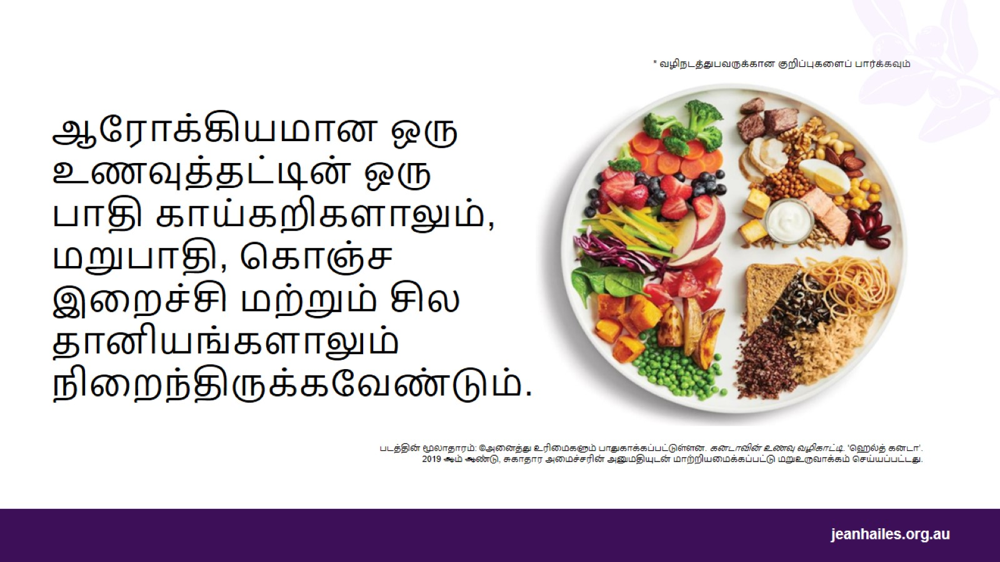 * வழிநடத்துபவருக்கான குறிப்புகளைப் பார்க்கவும்
ஆரோக்கியமான ஒரு
உணவுத்தட்டின் ஒரு
பாதி காய்கறிகளாலும்,
மறுபாதி, கொஞ்ச
இறைச்சி மற்றும் சில
தானியங்களாலும்
நிறைந்திருக்கவேண்டும்.
படத்தின் மூலாதாரம்: ©அனைத்து உரிமைகளும் பாதுகாக்கப்பட்டுள்ளன. கனடாவின் உணவு வழிகாட்டி. 'ஹெல்த் கனடா'.
2019 ஆம் ஆண்டு, சுகாதார அமைச்சரின் அனுமதியுடன் மாற்றியமைக்கப்பட்டு மறுஉருவாக்கம் செய்யப்பட்டது.
jeanhailes.org.au